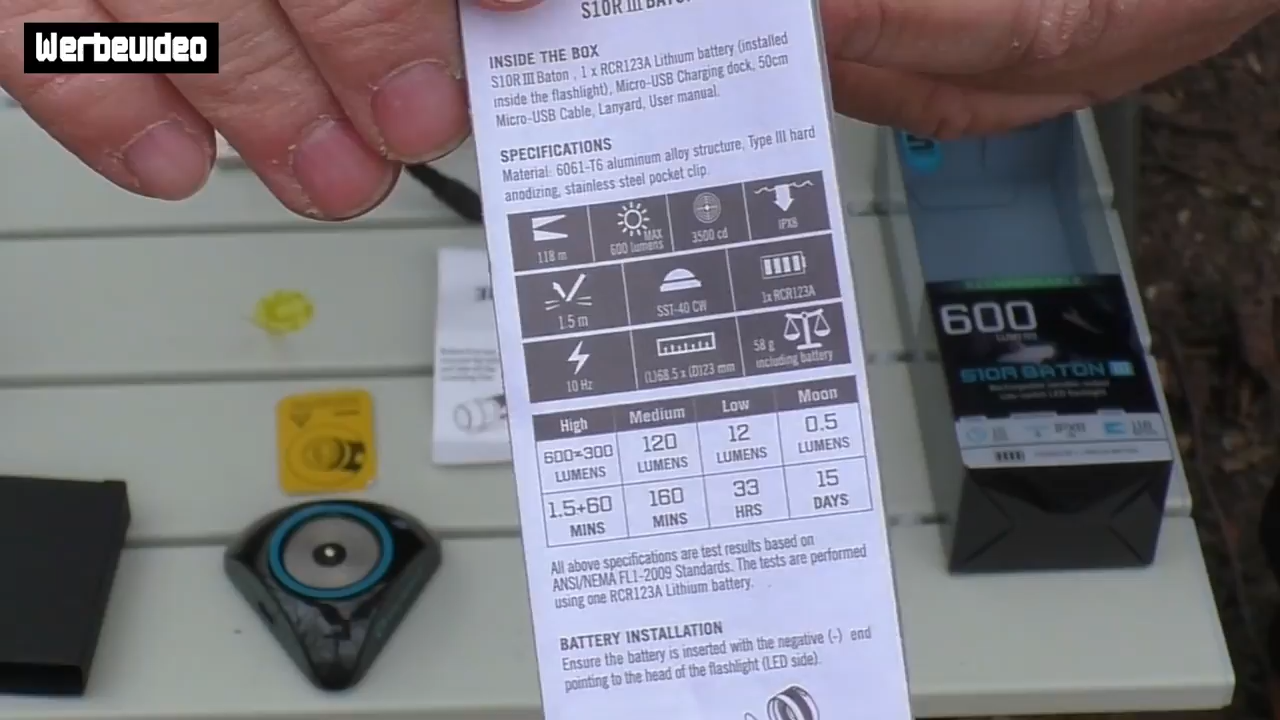 Werbevideo
S10R III BATON
INSIDE THE BOX
S10R III Baton , 1 x RCR123A Lithium battery (installed
inside the flashlight), Micro-USB Charging dock, 50cm
Micro-USB Cable, Lanyard, User manual.
SPECIFICATIONS
Material: 6061-T6 aluminum alloy structure, Type III hard
anodizing, stainless steel pocket clip.
118 m
MAX
600 lumens
3500 cd
IPX8
1.5 m
SST-40 CW
1x RCR123A
10 Hz
(L)68.5 x (D)23 mm
58 g
including battery
High Medium Low Moon
600≈300 120 12 0.5
LUMENS LUMENS LUMENS LUMENS
1.5+60 160 33 15
MINS MINS HRS DAYS
All above specifications are test results based on
ANSI/NEMA FL1-2009 Standards. The tests are performed
using one RCR123A Lithium battery.
BATTERY INSTALLATION
Ensure the battery is inserted with the negative (-) end
pointing to the head of the flashlight (LED side).
600
LUMENS
S10R BATON III
IPX8